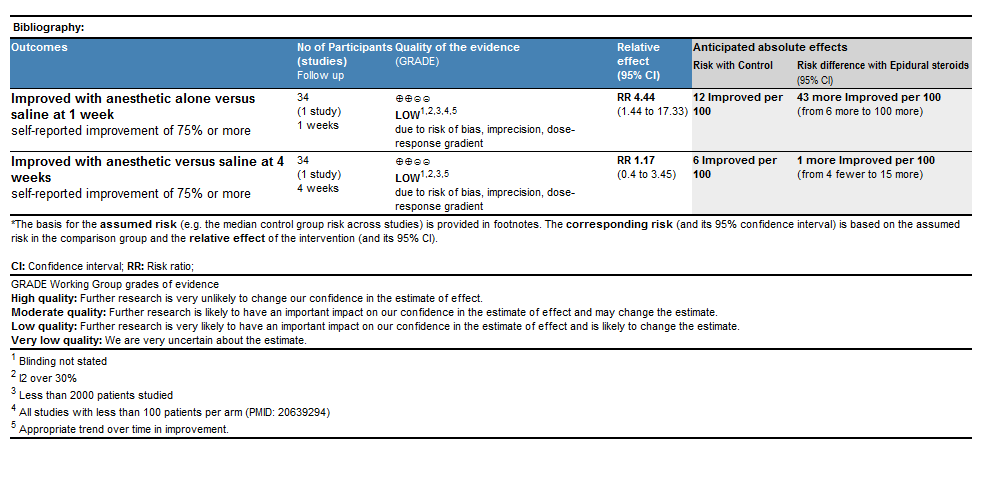 Bibliography:
Outcomes No of Participants Quality of the evidence Relative Anticipated absolute effects
(studies) (GRADE) effect Risk with Control Risk difference with Epidural steroids
Follow up (95% CI) (95% CI)
Improved with anesthetic alone versus 34 ⊕⊕⊝⊝ RR 4.44 12 Improved per 43 more Improved per 100
saline at 1 week (1 study) LOW1,2,3,4,5 (1.44 to 17.33) 100 (from 6 more to 100 more)
self-reported improvement of 75% or more 1 weeks due to risk of bias, imprecision, dose-
response gradient
Improved with anesthetic versus saline at 4 34 ⊕⊕⊝⊝ RR 1.17 6 Improved per 1 more Improved per 100
weeks (1 study) LOW1,2,3,5 (0.4 to 3.45) 100 (from 4 fewer to 15 more)
self-reported improvement of 75% or more 4 weeks due to risk of bias, imprecision, dose-
response gradient
*The basis for the assumed risk (e.g. the median control group risk across studies) is provided in footnotes. The corresponding risk (and its 95% confidence interval) is based on the assumed
risk in the comparison group and the relative effect of the intervention (and its 95% CI).
CI: Confidence interval; RR: Risk ratio;
GRADE Working Group grades of evidence
High quality: Further research is very unlikely to change our confidence in the estimate of effect.
Moderate quality: Further research is likely to have an important impact on our confidence in the estimate of effect and may change the estimate.
Low quality: Further research is very likely to have an important impact on our confidence in the estimate of effect and is likely to change the estimate.
Very low quality: We are very uncertain about the estimate.
1 Blinding not stated
2 I2 over 30%
3 Less than 2000 patients studied
4 All studies with less than 100 patients per arm (PMID: 20639294)
5 Appropriate trend over time in improvement.